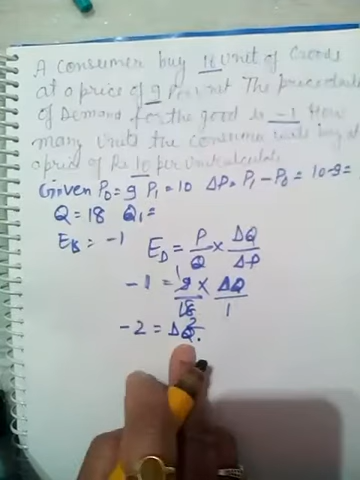 A consumer buy 18 unit of Goods
at a price of 9 Per unit The price elas
of Demand for the good is -1 How
many units the consumer will buy at
a price of Rs 10 per unit calculate
Given P₀ = 9 P₁ = 10 ΔP = P₁ - P₀ = 10-9 =
Q = 18 Q₁ =
= -1 E_D = P/Q × ΔQ/ΔP
-1 = 9/18 × ΔQ/1
-2 = ΔQ.